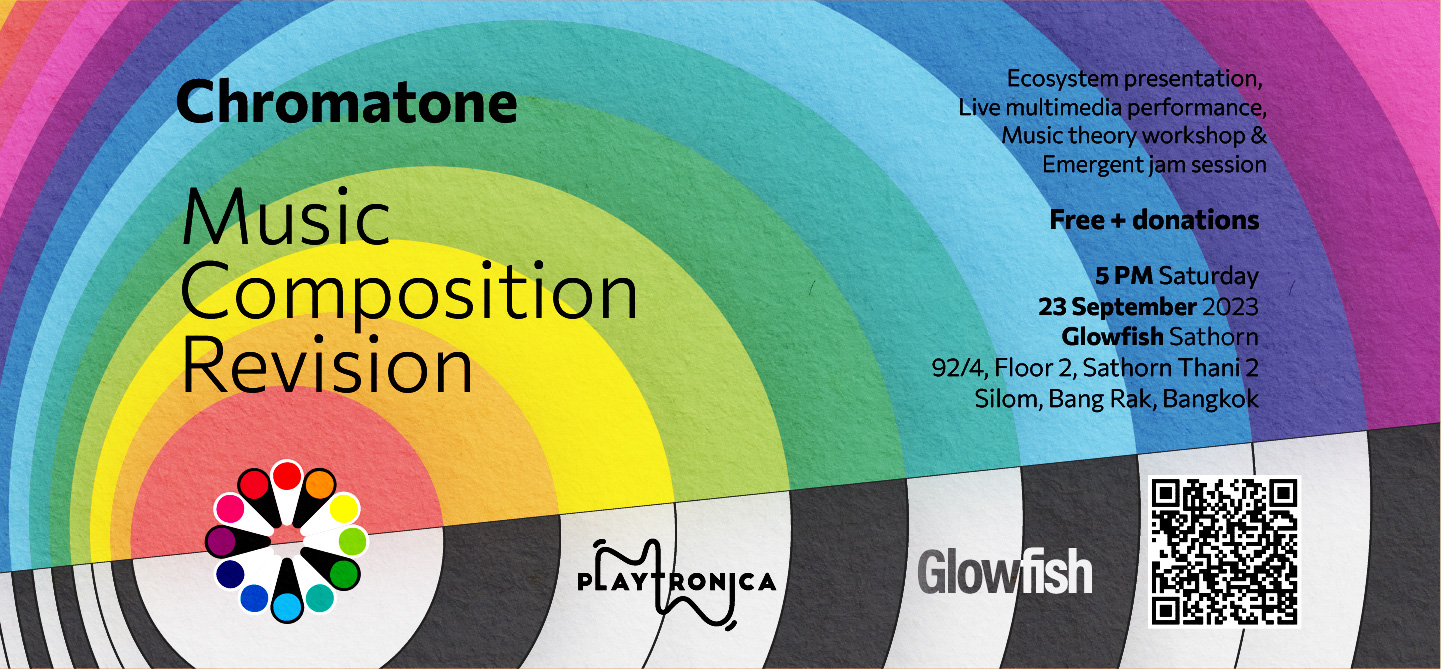 Chromatone
Music
Composition
Revision
Ecosystem presentation,
Live multimedia performance,
Music theory workshop &
Emergent jam session
Free + donations
5 PM Saturday
23 September 2023
Glowfish Sathorn
92/4, Floor 2, Sathorn Thani 2
Silom, Bang Rak, Bangkok
PLAYTRONICA
Glowfish